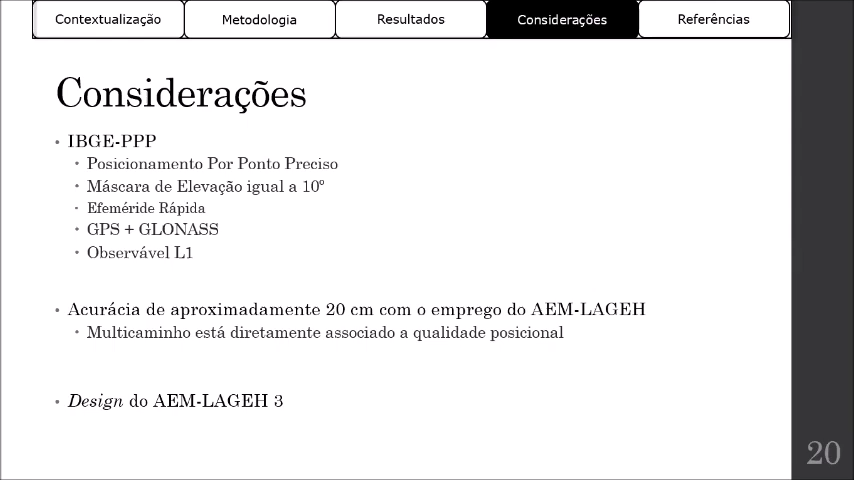 Contextualização
Metodologia
Resultados
Considerações
Referências
Considerações
• IBGE-PPP
• Posicionamento Por Ponto Preciso
• Máscara de Elevação igual a 10º
• Efeméride Rápida
• GPS + GLONASS
• Observável L1
• Acurácia de aproximadamente 20 cm com o emprego do AEM-LAGEH
• Multicaminho está diretamente associado a qualidade posicional
• Design do AEM-LAGEH 3
20